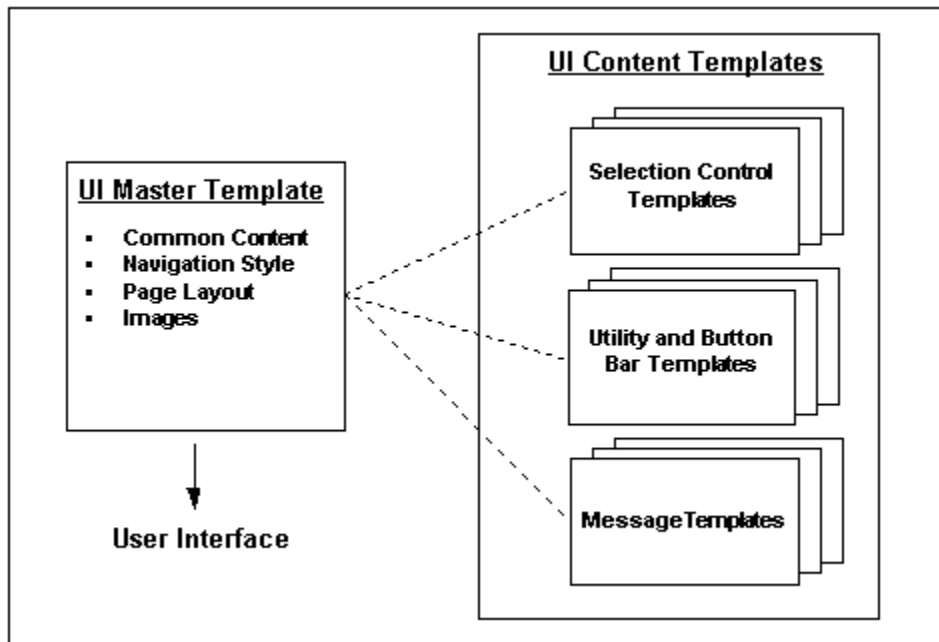 UI Master Template
▪ Common Content
▪ Navigation Style
▪ Page Layout
▪ Images
User Interface
UI Content Templates
Selection Control
Templates
Utility and Button
Bar Templates
MessageTemplates